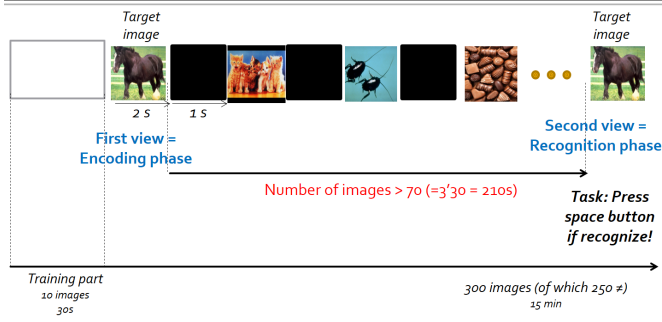 Target
image
Target
image
2 s
1 s
First view =
Encoding phase
Second view =
Recognition phase
Number of images > 70 (=3'30 = 210s)
Task: Press
space button
if recognize!
Training part
10 images
30s
300 images (of which 250 ≠)
15 min